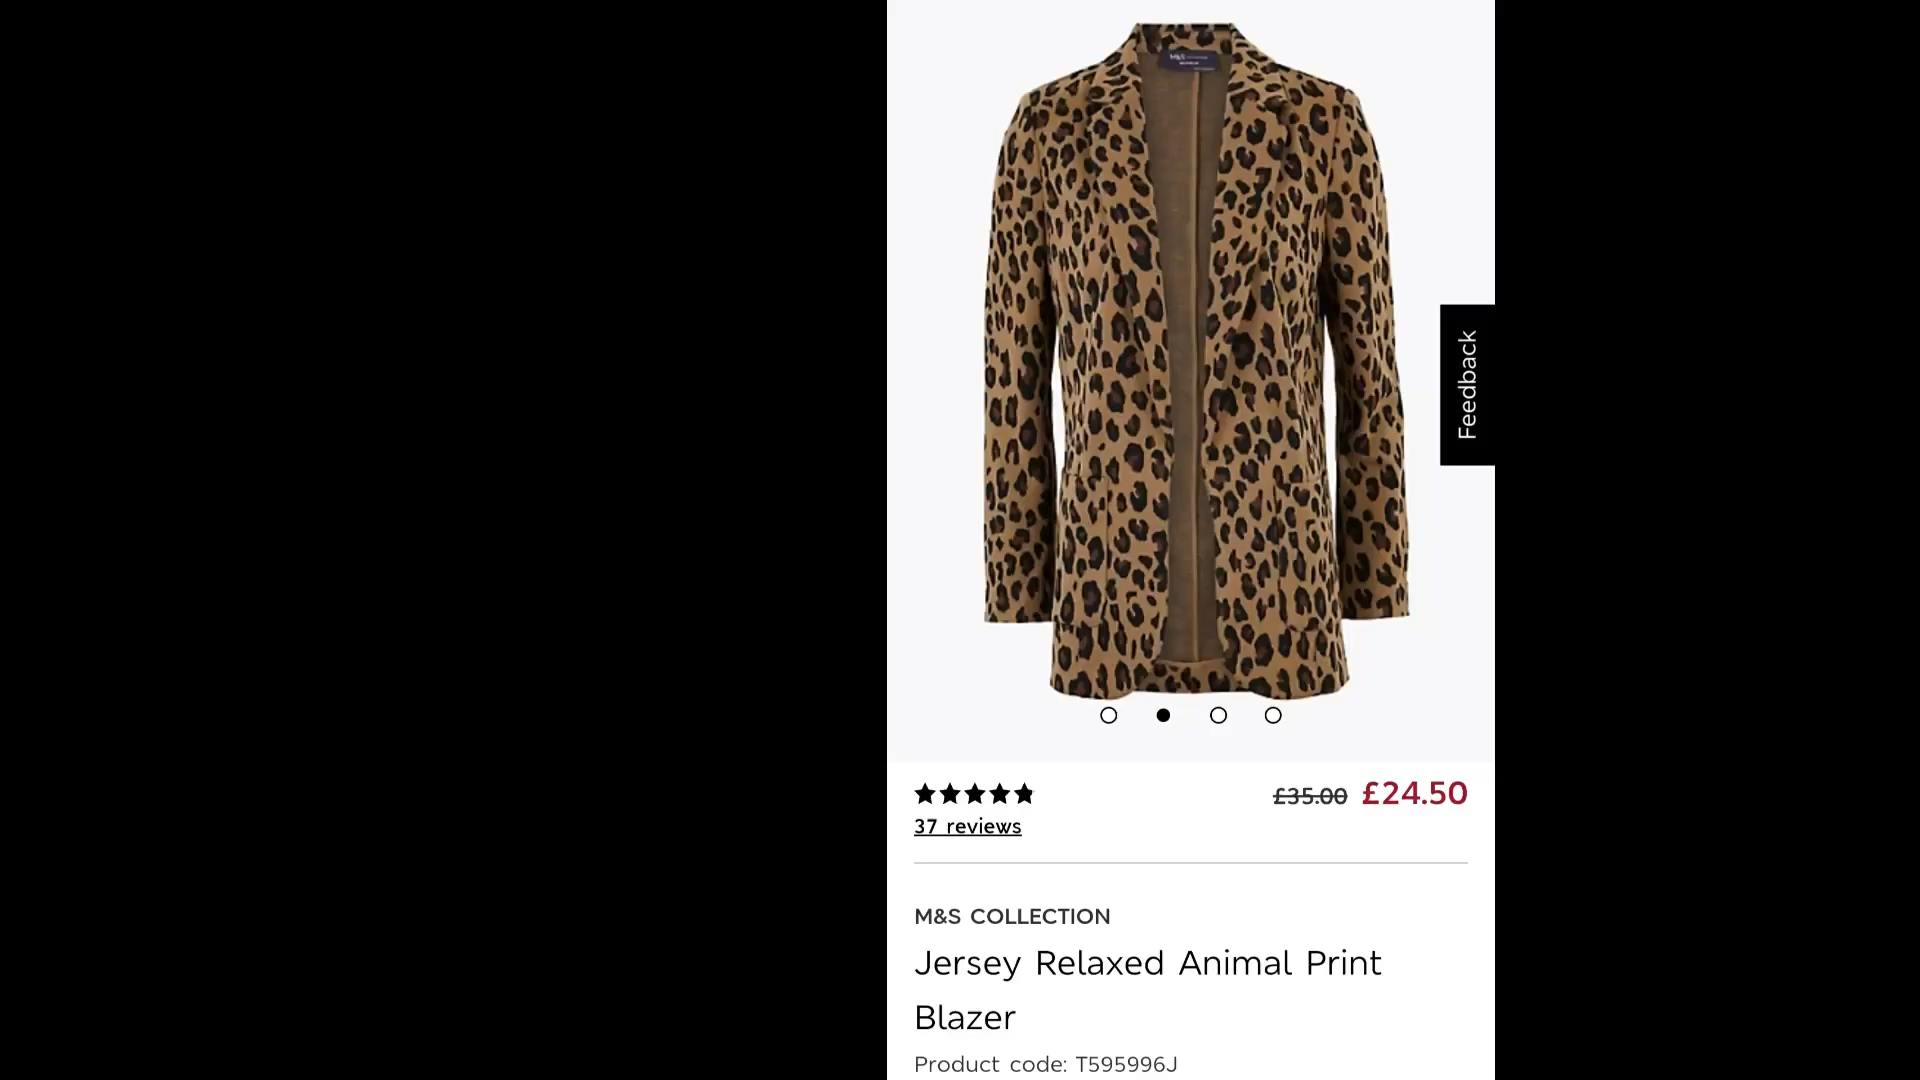 M&S
Feedback
£35.00 £24.50
37 reviews
M&S COLLECTION
Jersey Relaxed Animal Print
Blazer
Product code: T595996J